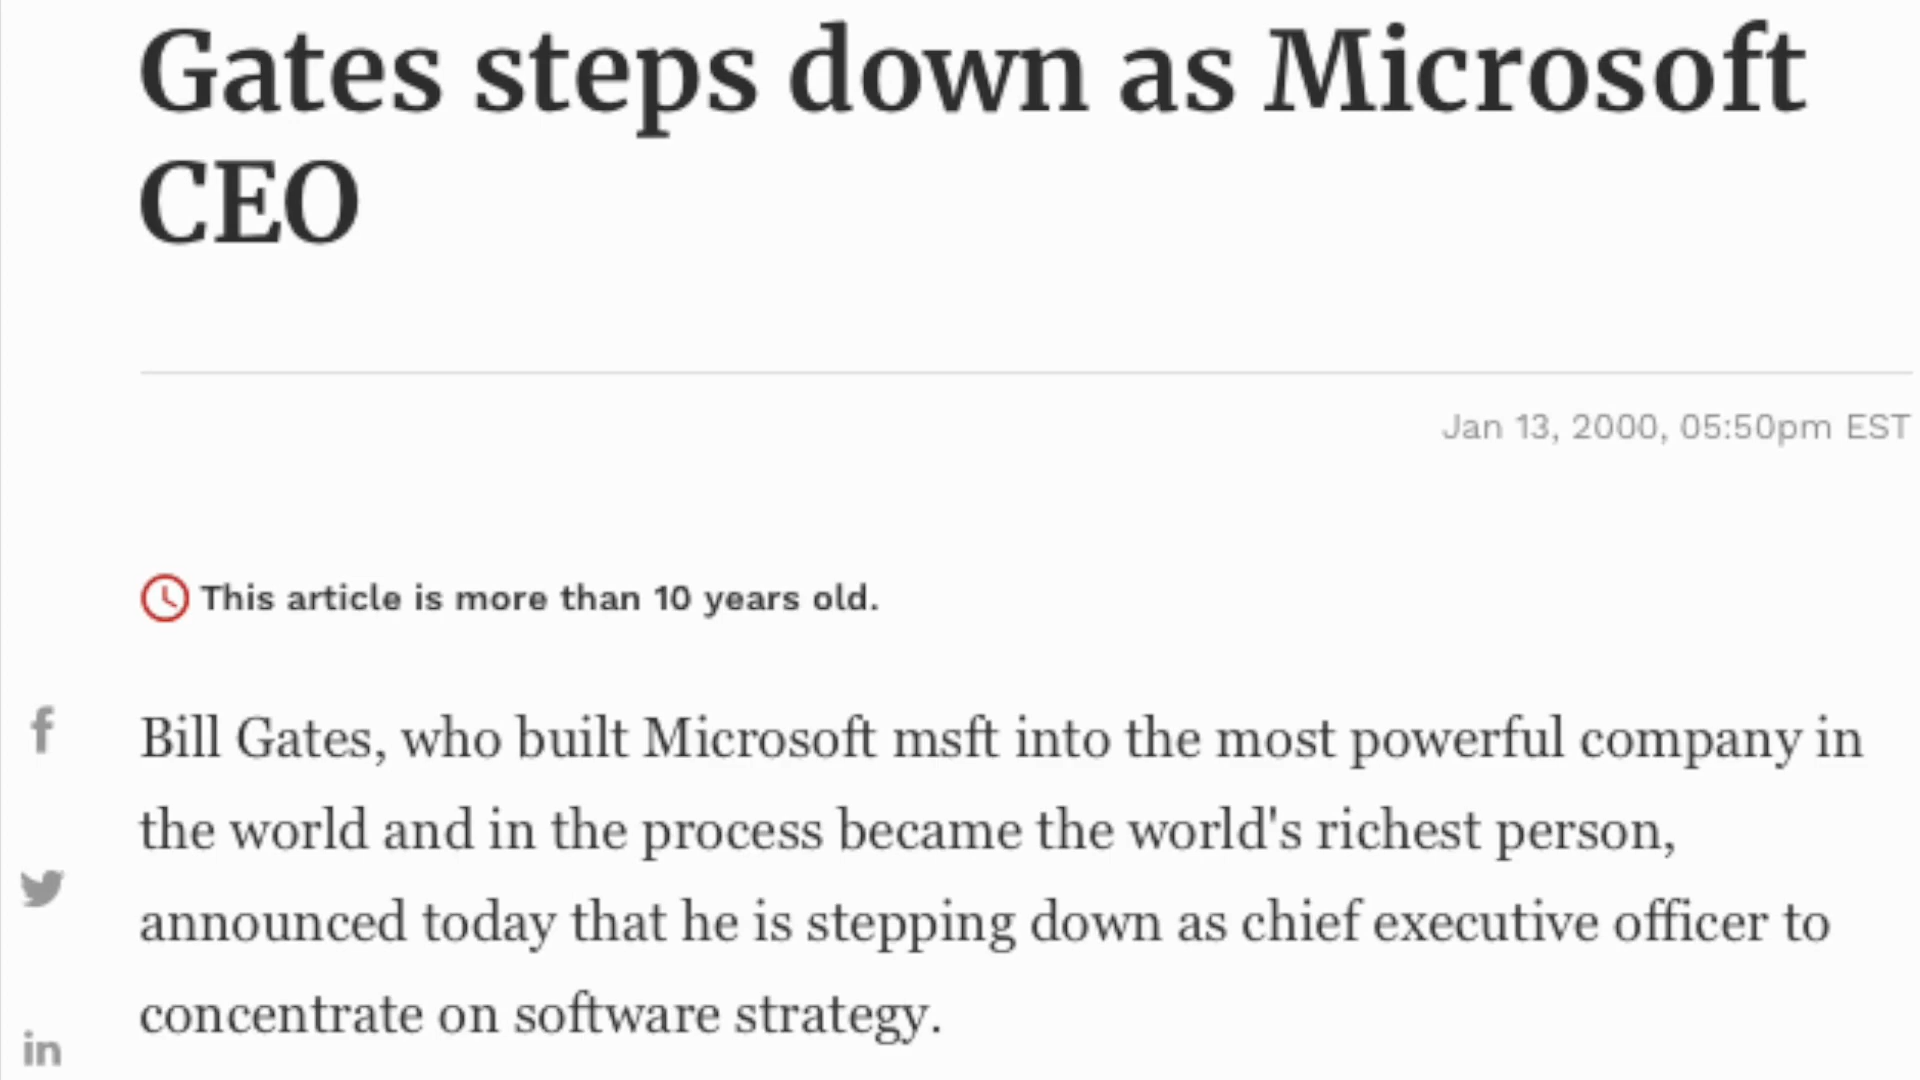 Gates steps down as Microsoft
CEO
Jan 13, 2000, 05:50pm EST
This article is more than 10 years old.
Bill Gates, who built Microsoft msft into the most powerful company in
the world and in the process became the world's richest person,
announced today that he is stepping down as chief executive officer to
concentrate on software strategy.